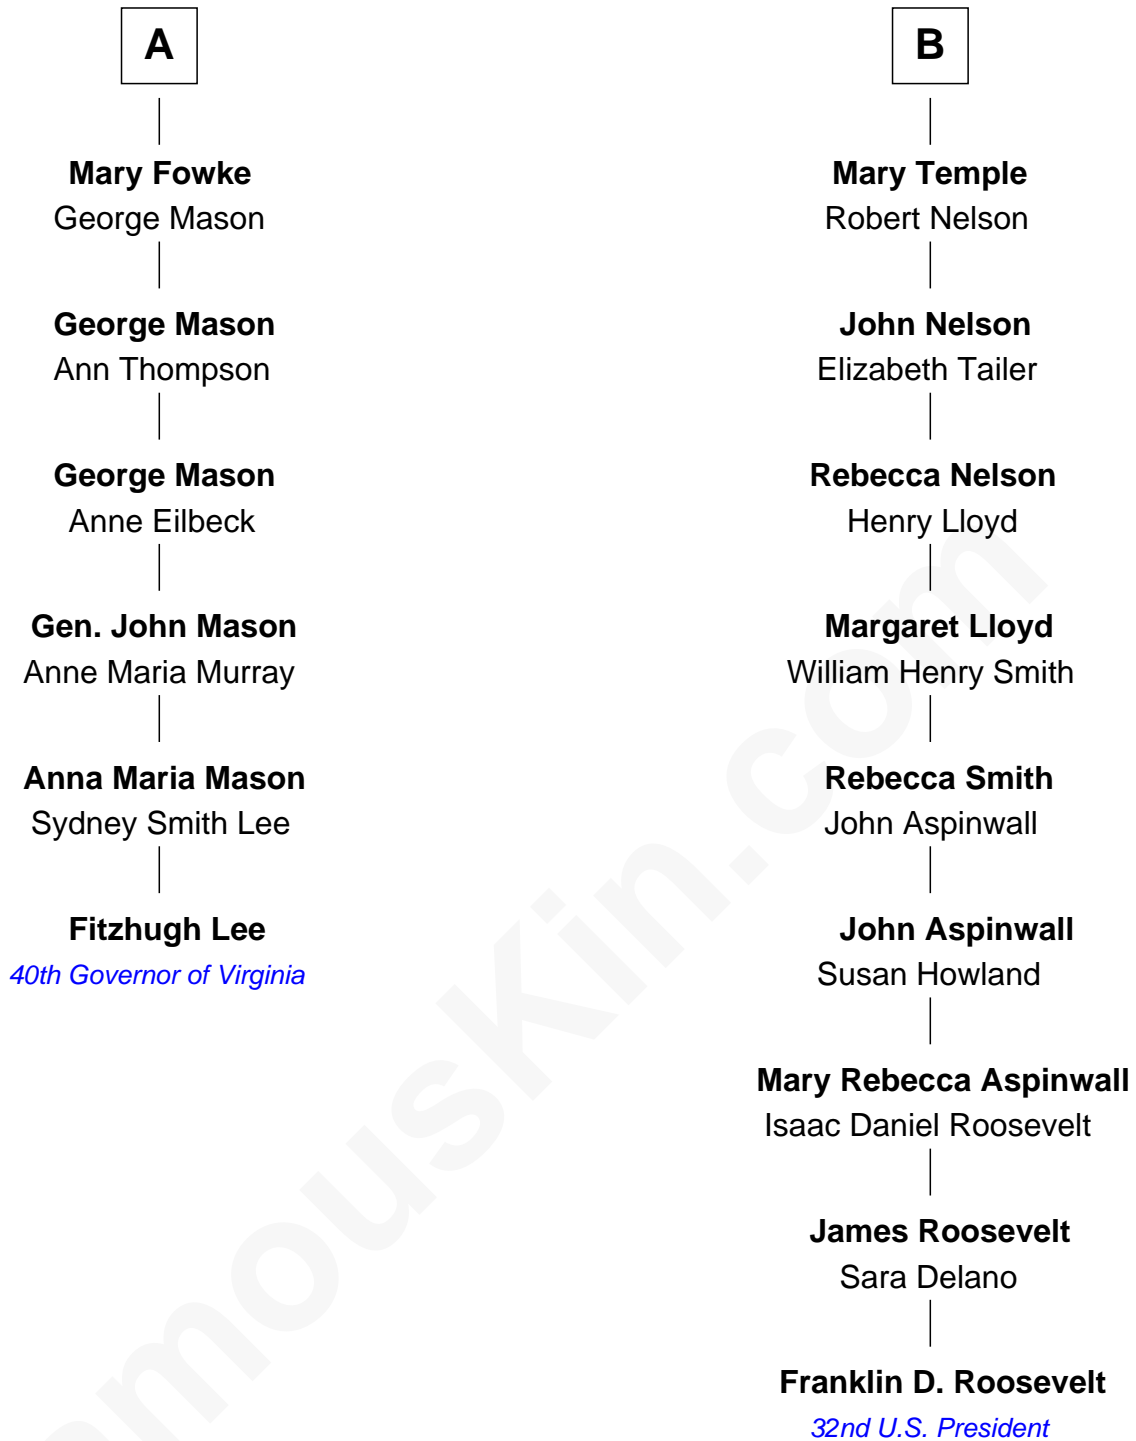 A
Mary Fowke
George Mason
George Mason
Ann Thompson
George Mason
Anne Eilbeck
Gen. John Mason
Anne Maria Murray
Anna Maria Mason
Sydney Smith Lee
Fitzhugh Lee
40th Governor of Virginia
B
Mary Temple
Robert Nelson
John Nelson
Elizabeth Tailer
Rebecca Nelson
Henry Lloyd
Margaret Lloyd
William Henry Smith
Rebecca Smith
John Aspinwall
John Aspinwall
Susan Howland
Mary Rebecca Aspinwall
Isaac Daniel Roosevelt
James Roosevelt
Sara Delano
Franklin D. Roosevelt
32nd U.S. President
amouskin.com